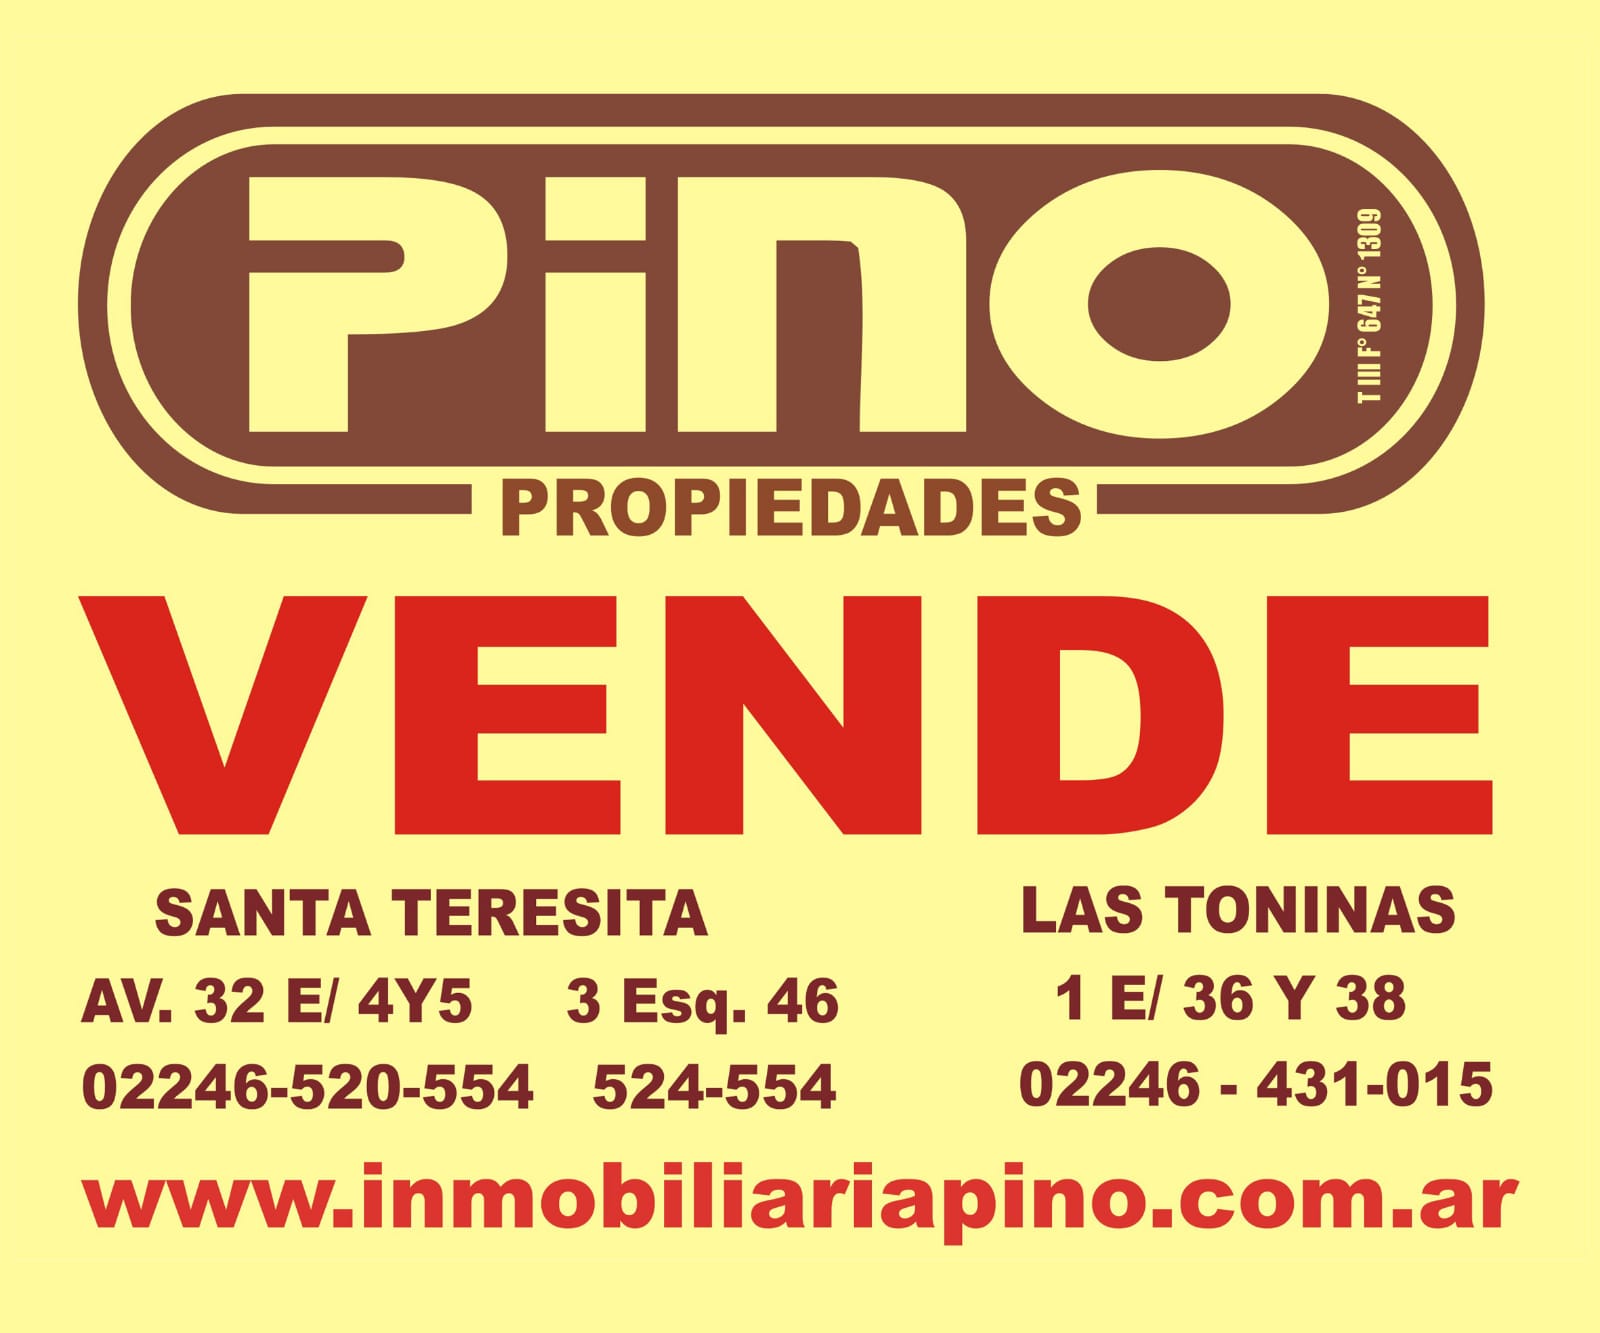 Pino
T III F° 647 N° 1309
PROPIEDADES
VENDE
SANTA TERESITA
AV. 32 E/ 4Y5 3 Esq. 46
02246-520-554 524-554
LAS TONINAS
1 E/ 36 Y 38
02246 - 431-015
www.inmobiliariapino.com.ar